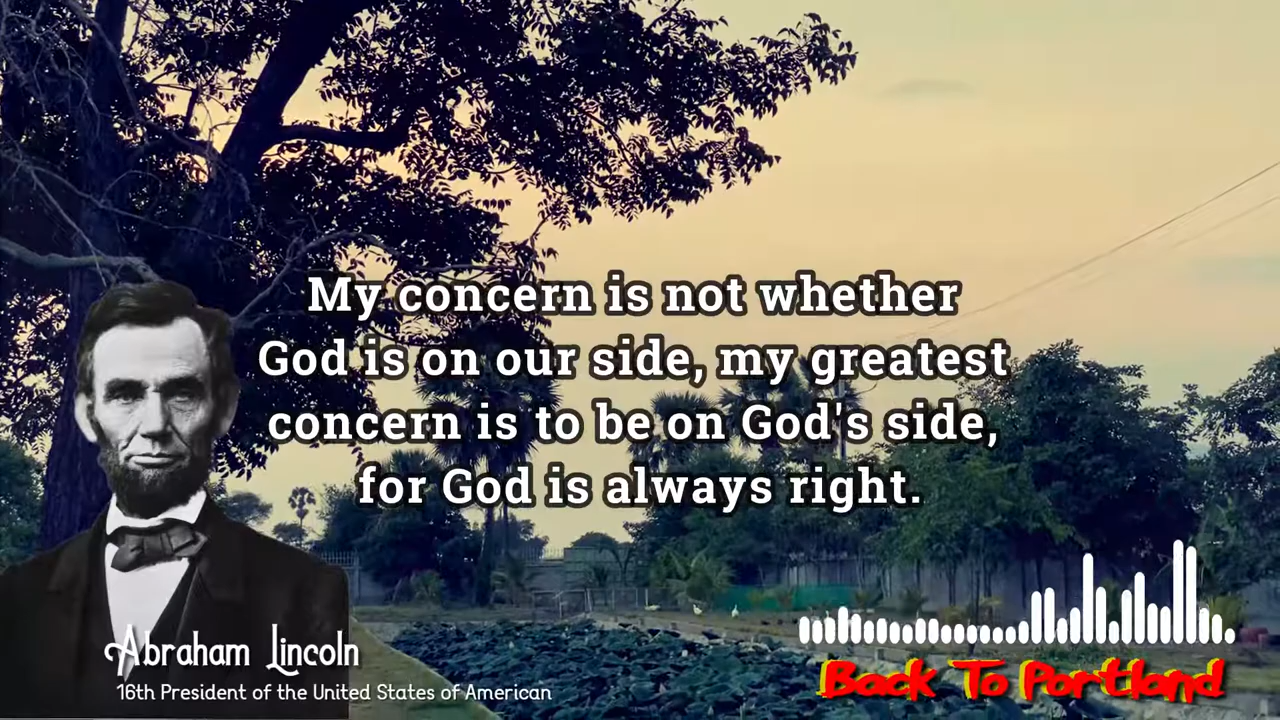 My concern is not whether
God is on our side, my greatest
concern is to be on God's side,
for God is always right.
Abraham Lincoln
16th President of the United States of American
Back To Portland